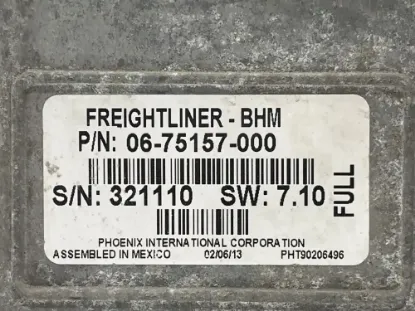 FREIGHTLINER - BHM
P/N: 06-75157-000
S/N: 321110 SW: 7.10
FULL
PHOENIX INTERNATIONAL CORPORATION
ASSEMBLED IN MEXICO 02/06/13 PHT90206496